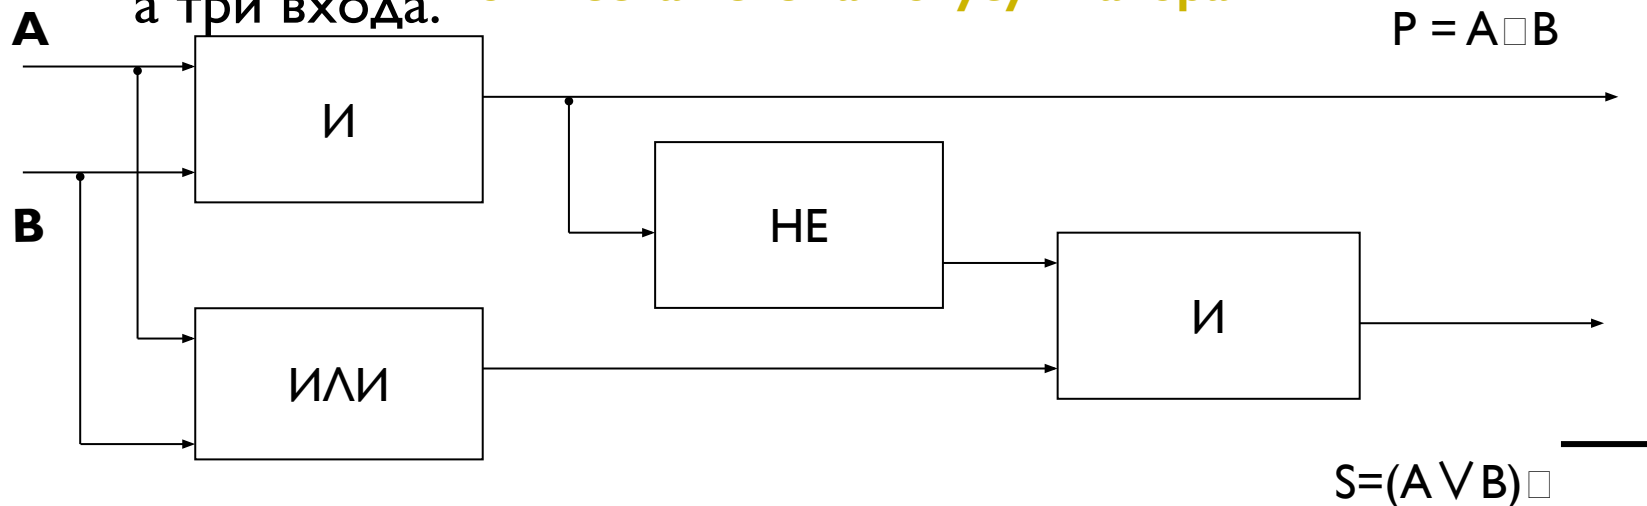 а три входа.
A
P = A□B
И
НЕ
B
И
ИЛИ
S=(A∨B)□